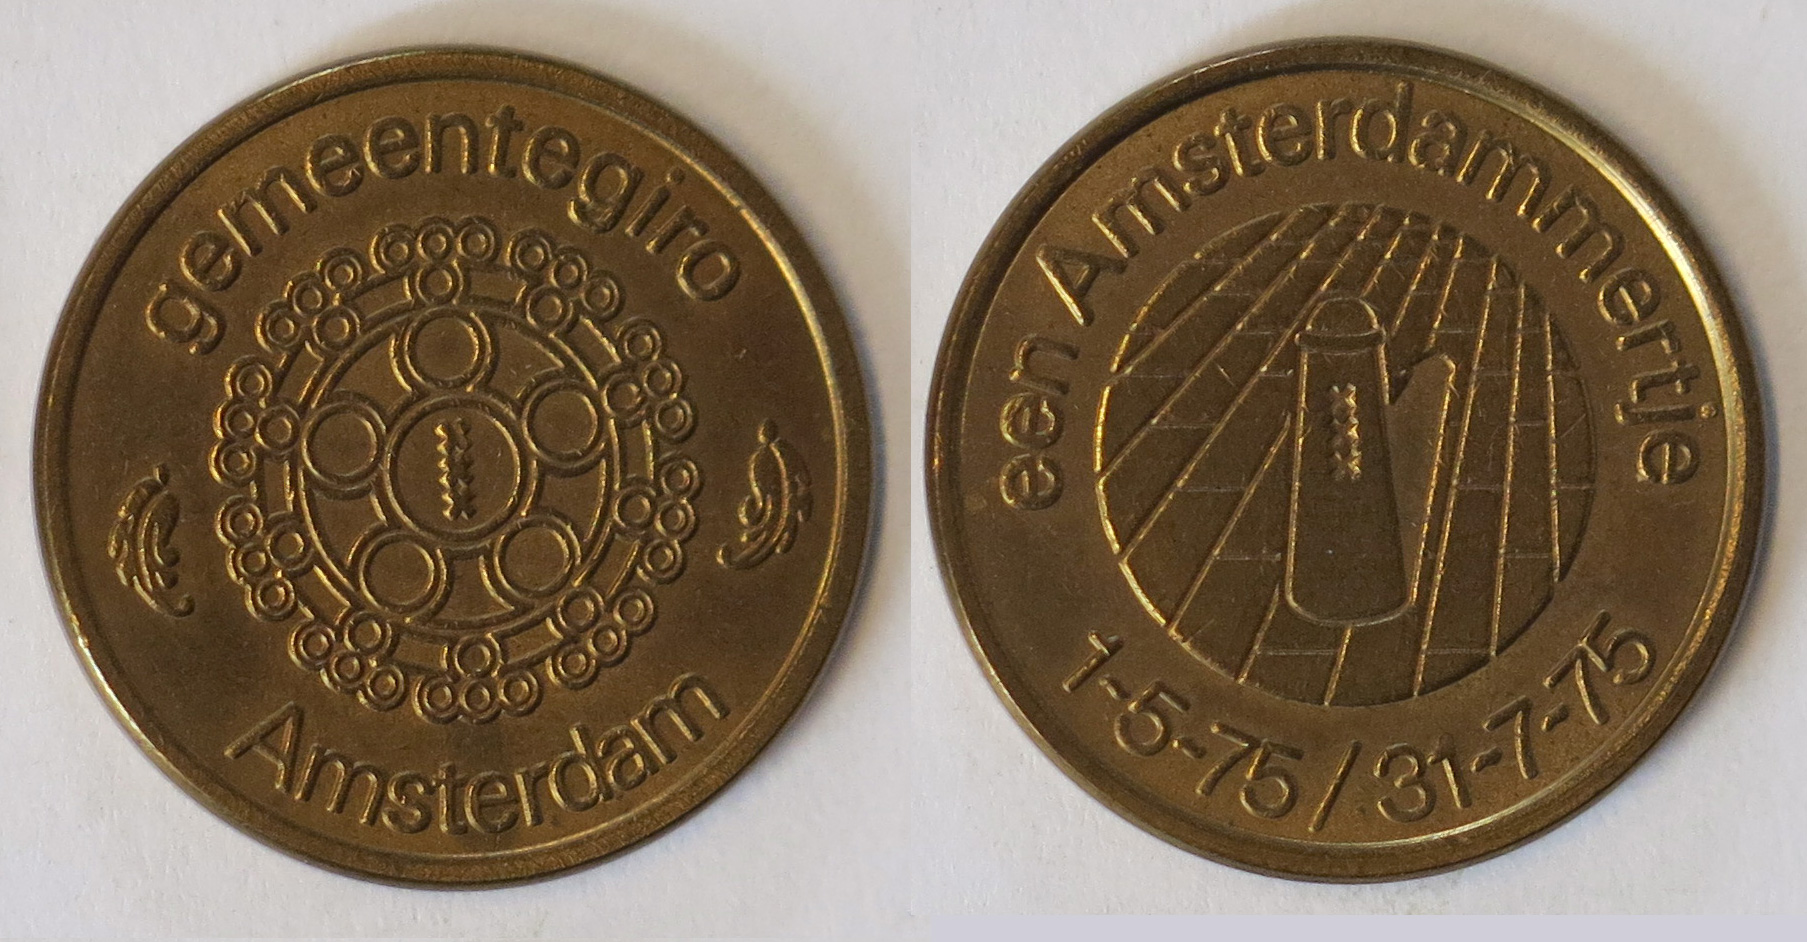 gemeentegiro
Amsterdam
een Amsterdammertje
1-5-75/31-7-75